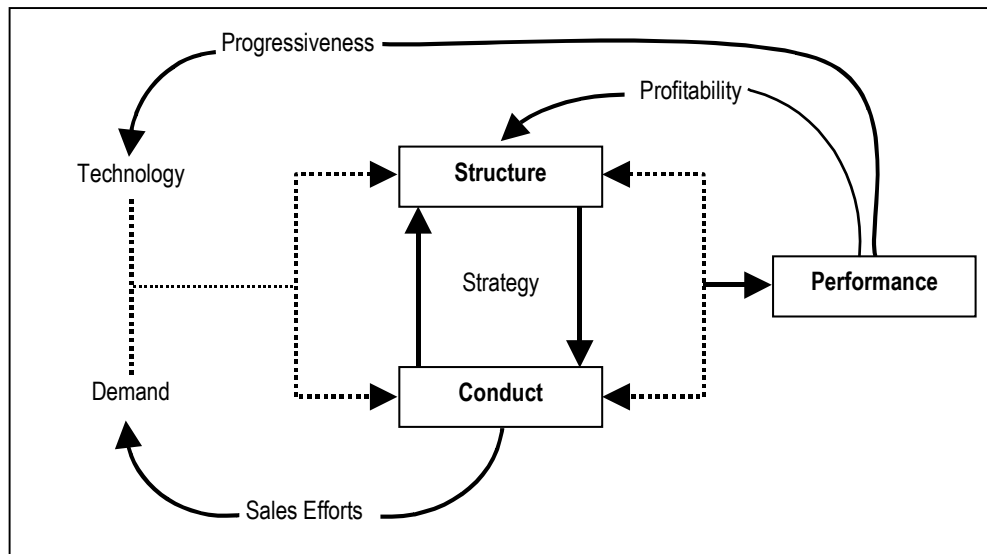 Progressiveness
Profitability
Technology
Structure
Strategy
Performance
Demand
Conduct
Sales Efforts